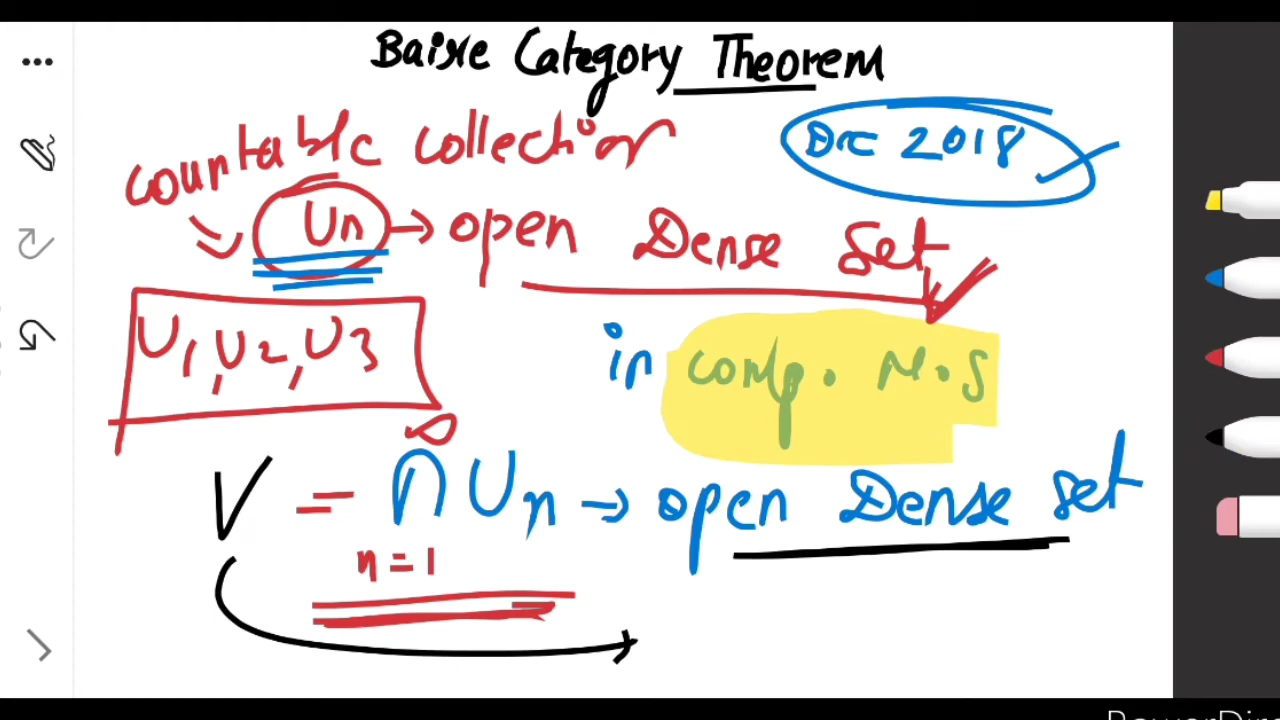 Baire Category Theorem
countable collection
Dec 2018
Un → open Dense set
U1, U2, U3
in comp. M.S
∞
V = ∩ Un → open Dense set
n=1